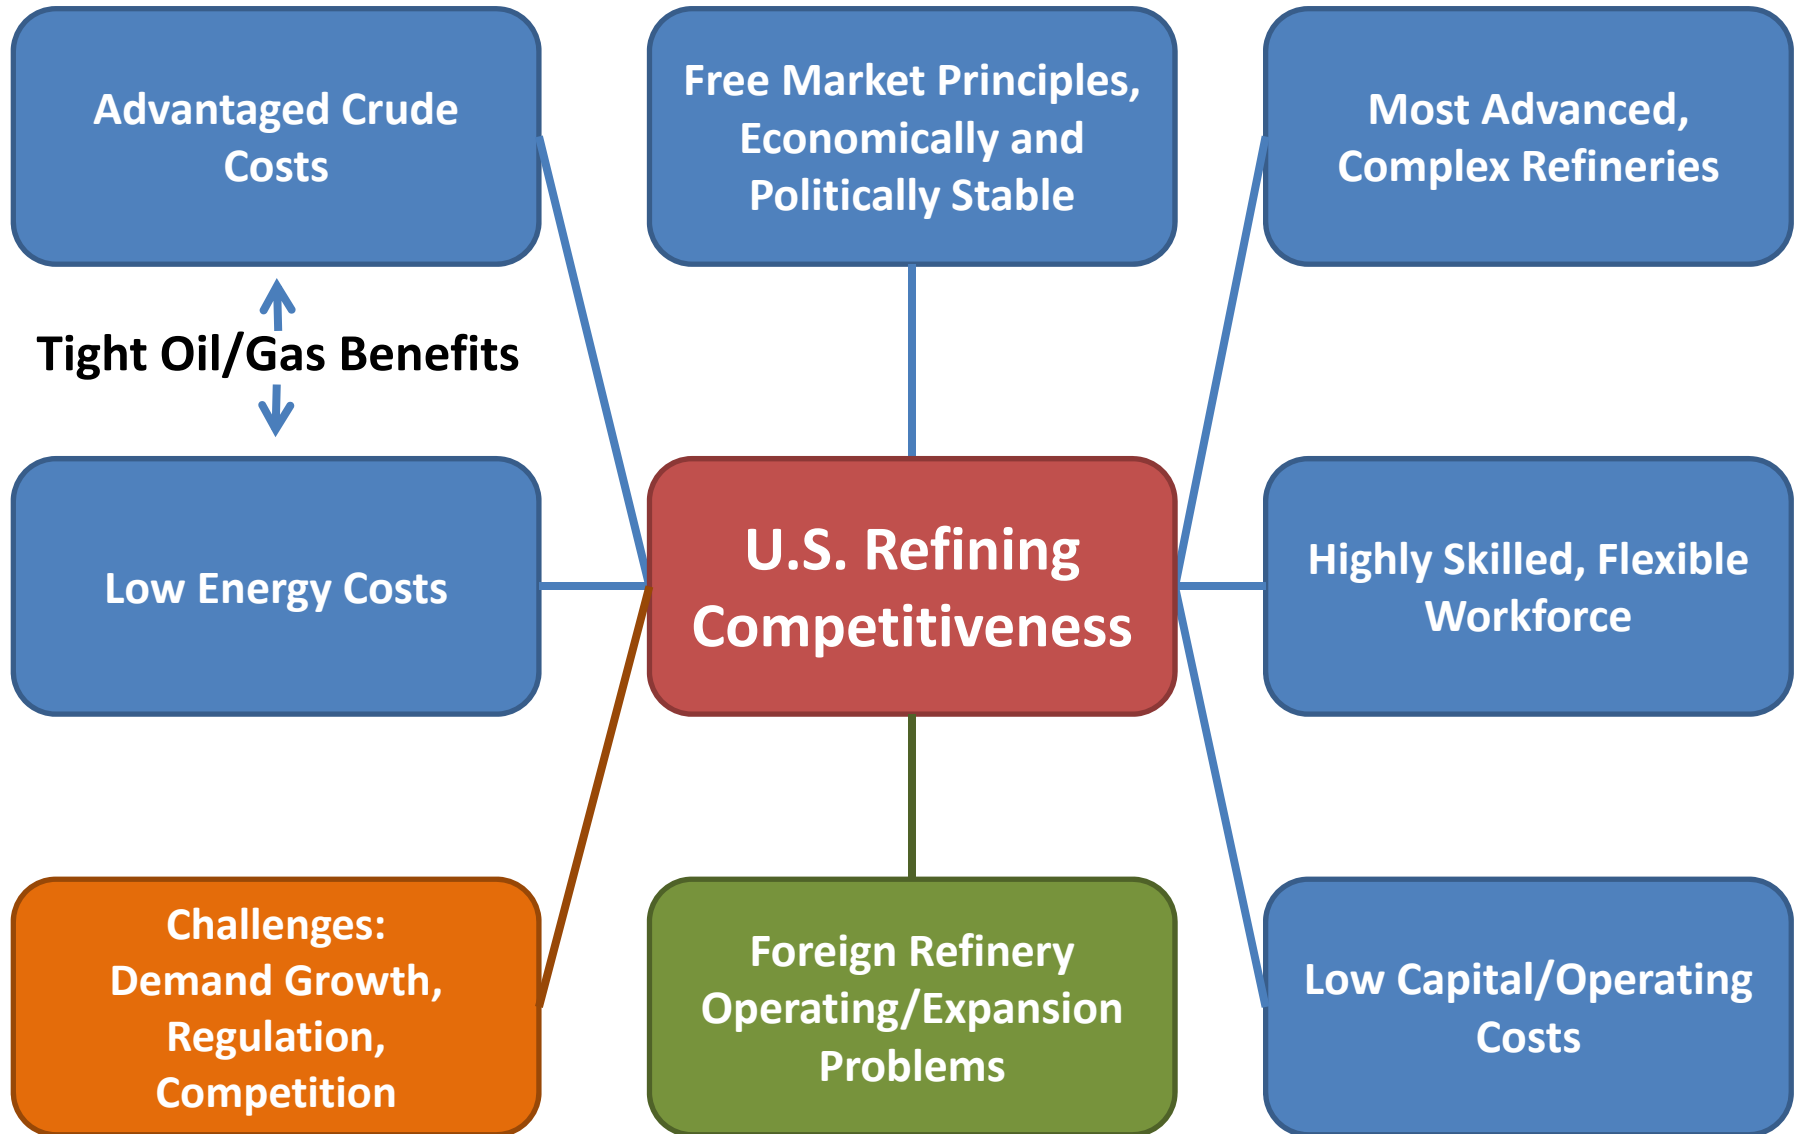 Advantaged Crude
Costs
Free Market Principles,
Economically and
Politically Stable
Most Advanced,
Complex Refineries
Tight Oil/Gas Benefits
Low Energy Costs
U.S. Refining
Competitiveness
Highly Skilled, Flexible
Workforce
Challenges:
Demand Growth,
Regulation,
Competition
Foreign Refinery
Operating/Expansion
Problems
Low Capital/Operating
Costs